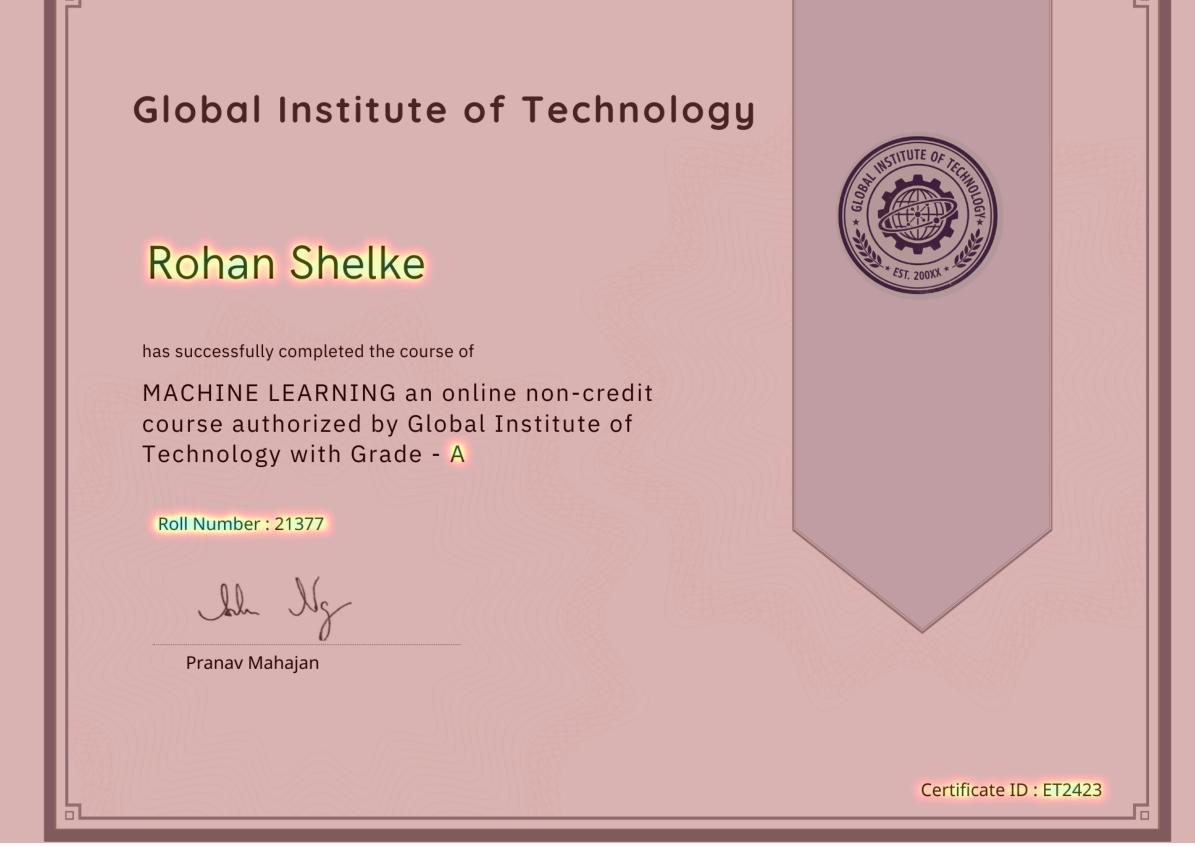 Global Institute of Technology
GLOBAL INSTITUTE OF TECHNOLOGY
EST. 200XX
Rohan Shelke
has successfully completed the course of
MACHINE LEARNING an online non-credit
course authorized by Global Institute of
Technology with Grade - A
Roll Number : 21377
Pranav Mahajan
Certificate ID : ET2423